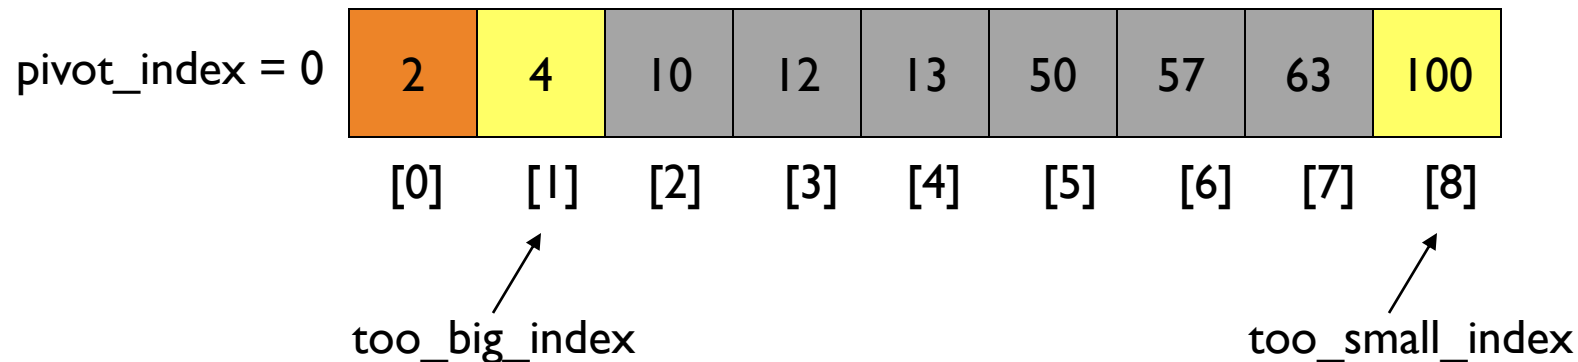 pivot_index = 0 2 4 10 12 13 50 57 63 100
[0] [1] [2] [3] [4] [5] [6] [7] [8]
too_big_index too_small_index